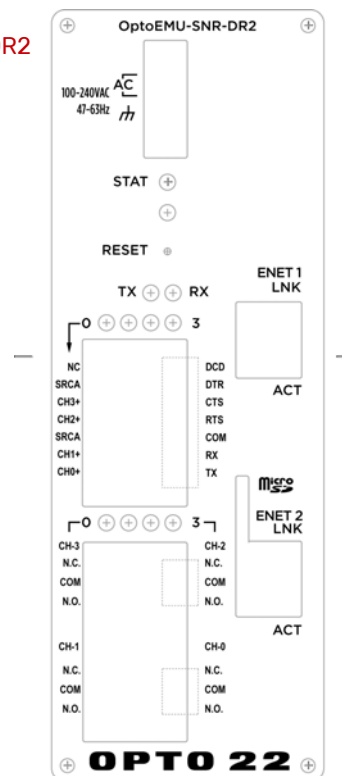 R2
OptoEMU-SNR-DR2
100-240VAC AC
47-63Hz
STAT
RESET
TX RX
ENET 1
LNK
ACT
0 3
NC DCD
SRCA DTR
CH3+ CTS
CH2+ RTS
SRCA COM
CH1+ RX
CH0+ TX
Micro
SD
ENET 2
LNK
ACT
0 3
CH-3 CH-2
N.C. N.C.
COM COM
N.O. N.O.
CH-1 CH-0
N.C. N.C.
COM COM
N.O. N.O.
OPTO 22